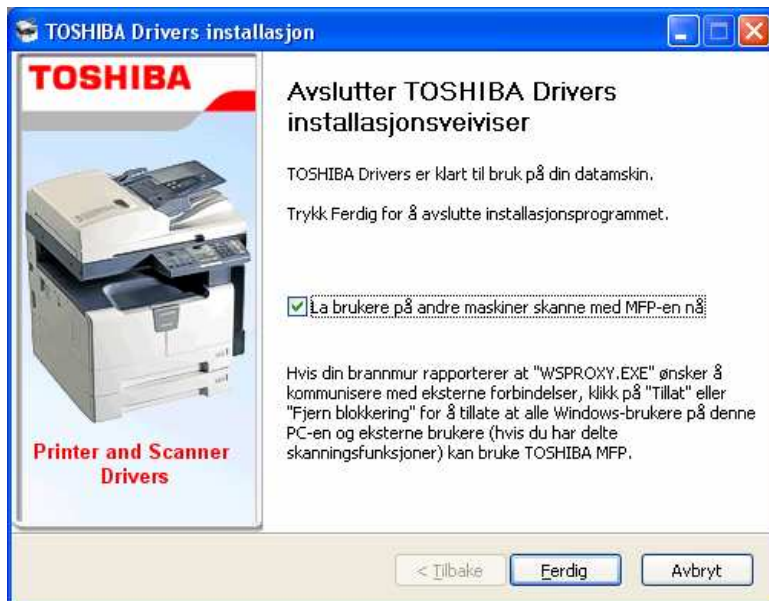 TOSHIBA Drivers installasjon
TOSHIBA
Printer and Scanner
Drivers
Avslutter TOSHIBA Drivers
installasjonsveiviser
TOSHIBA Drivers er klart til bruk på din datamskin.
Trykk Ferdig for å avslutte installasjonsprogrammet.
La brukere på andre maskiner skanne med MFP-en nå
Hvis din brannmur rapporterer at "WSPROXY.EXE" ønsker å
kommunisere med eksterne forbindelser, klikk på "Tillat" eller
"Fjern blokkering" for å tillate at alle Windows-brukere på denne
PC-en og eksterne brukere (hvis du har delte
skanningsfunksjoner) kan bruke TOSHIBA MFP.
< Tilbake
Ferdig
Avbryt